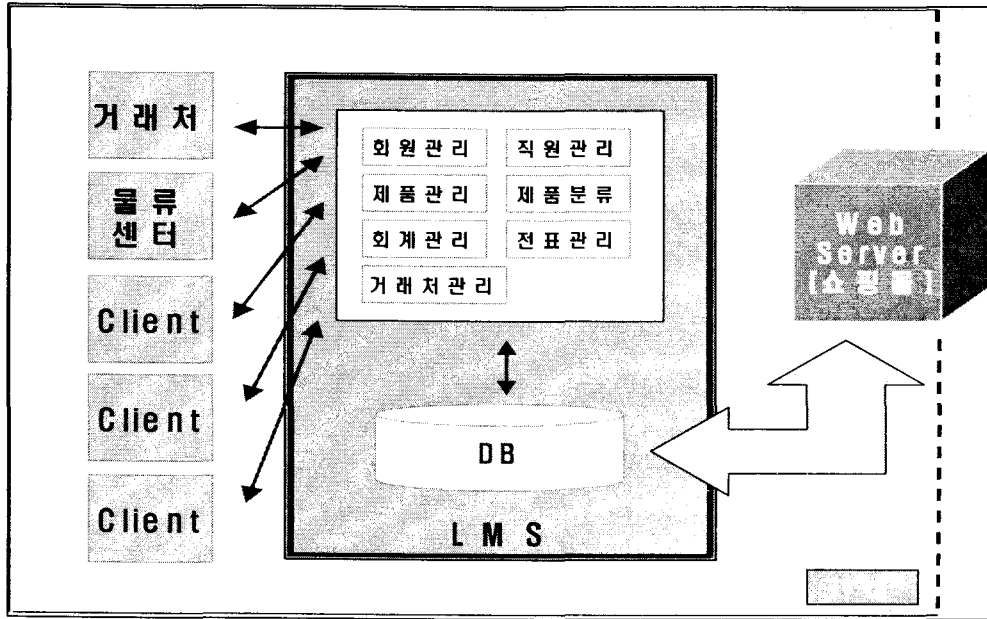 거래처
물류
센터
Client
Client
Client
회원관리
직원관리
제품관리
제품분류
회계관리
전표관리
거래처관리
DB
LMS
Web
Server
(쇼핑몰)